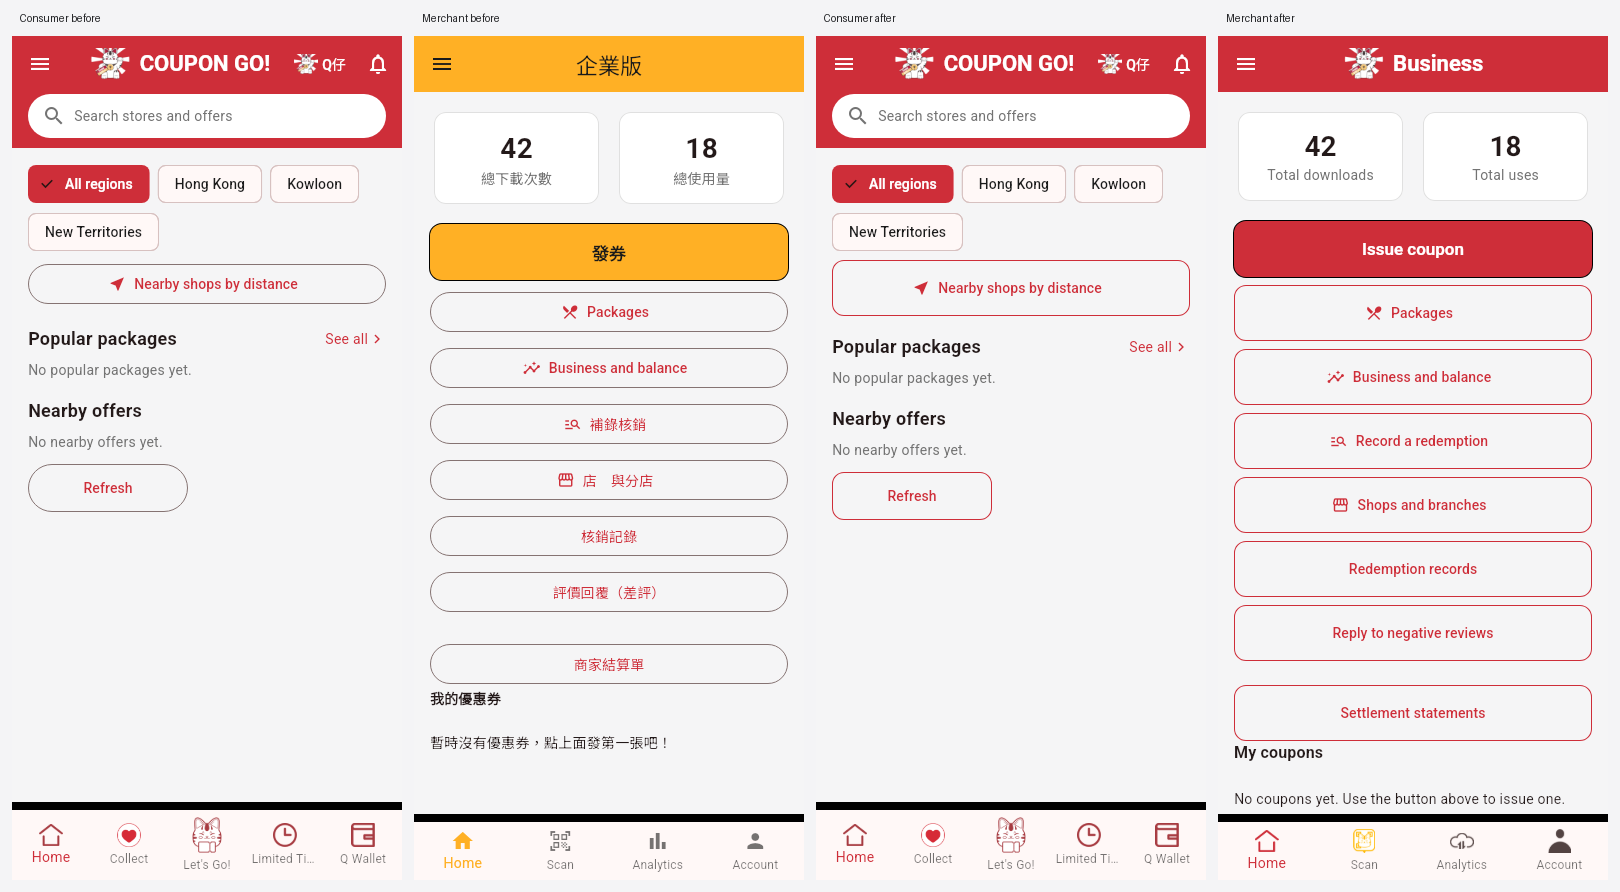 Consumer before
COUPON GO!
Q仔
Search stores and offers
All regions
Hong Kong
Kowloon
New Territories
Nearby shops by distance
Popular packages
See all
No popular packages yet.
Nearby offers
No nearby offers yet.
Refresh
Home
Collect
Let's Go!
Limited Ti...
Q Wallet
Merchant before
企業版
42
總下載次數
18
總使用量
發券
Packages
Business and balance
補錄核銷
店 與分店
核銷記錄
評價回覆（差評）
商家結算單
我的優惠券
暫時沒有優惠券，點上面發第一張吧！
Home
Scan
Analytics
Account
Consumer after
COUPON GO!
Q仔
Search stores and offers
All regions
Hong Kong
Kowloon
New Territories
Nearby shops by distance
Popular packages
See all
No popular packages yet.
Nearby offers
No nearby offers yet.
Refresh
Home
Collect
Let's Go!
Limited Ti...
Q Wallet
Merchant after
Business
42
Total downloads
18
Total uses
Issue coupon
Packages
Business and balance
Record a redemption
Shops and branches
Redemption records
Reply to negative reviews
Settlement statements
My coupons
No coupons yet. Use the button above to issue one.
Home
Scan
Analytics
Account